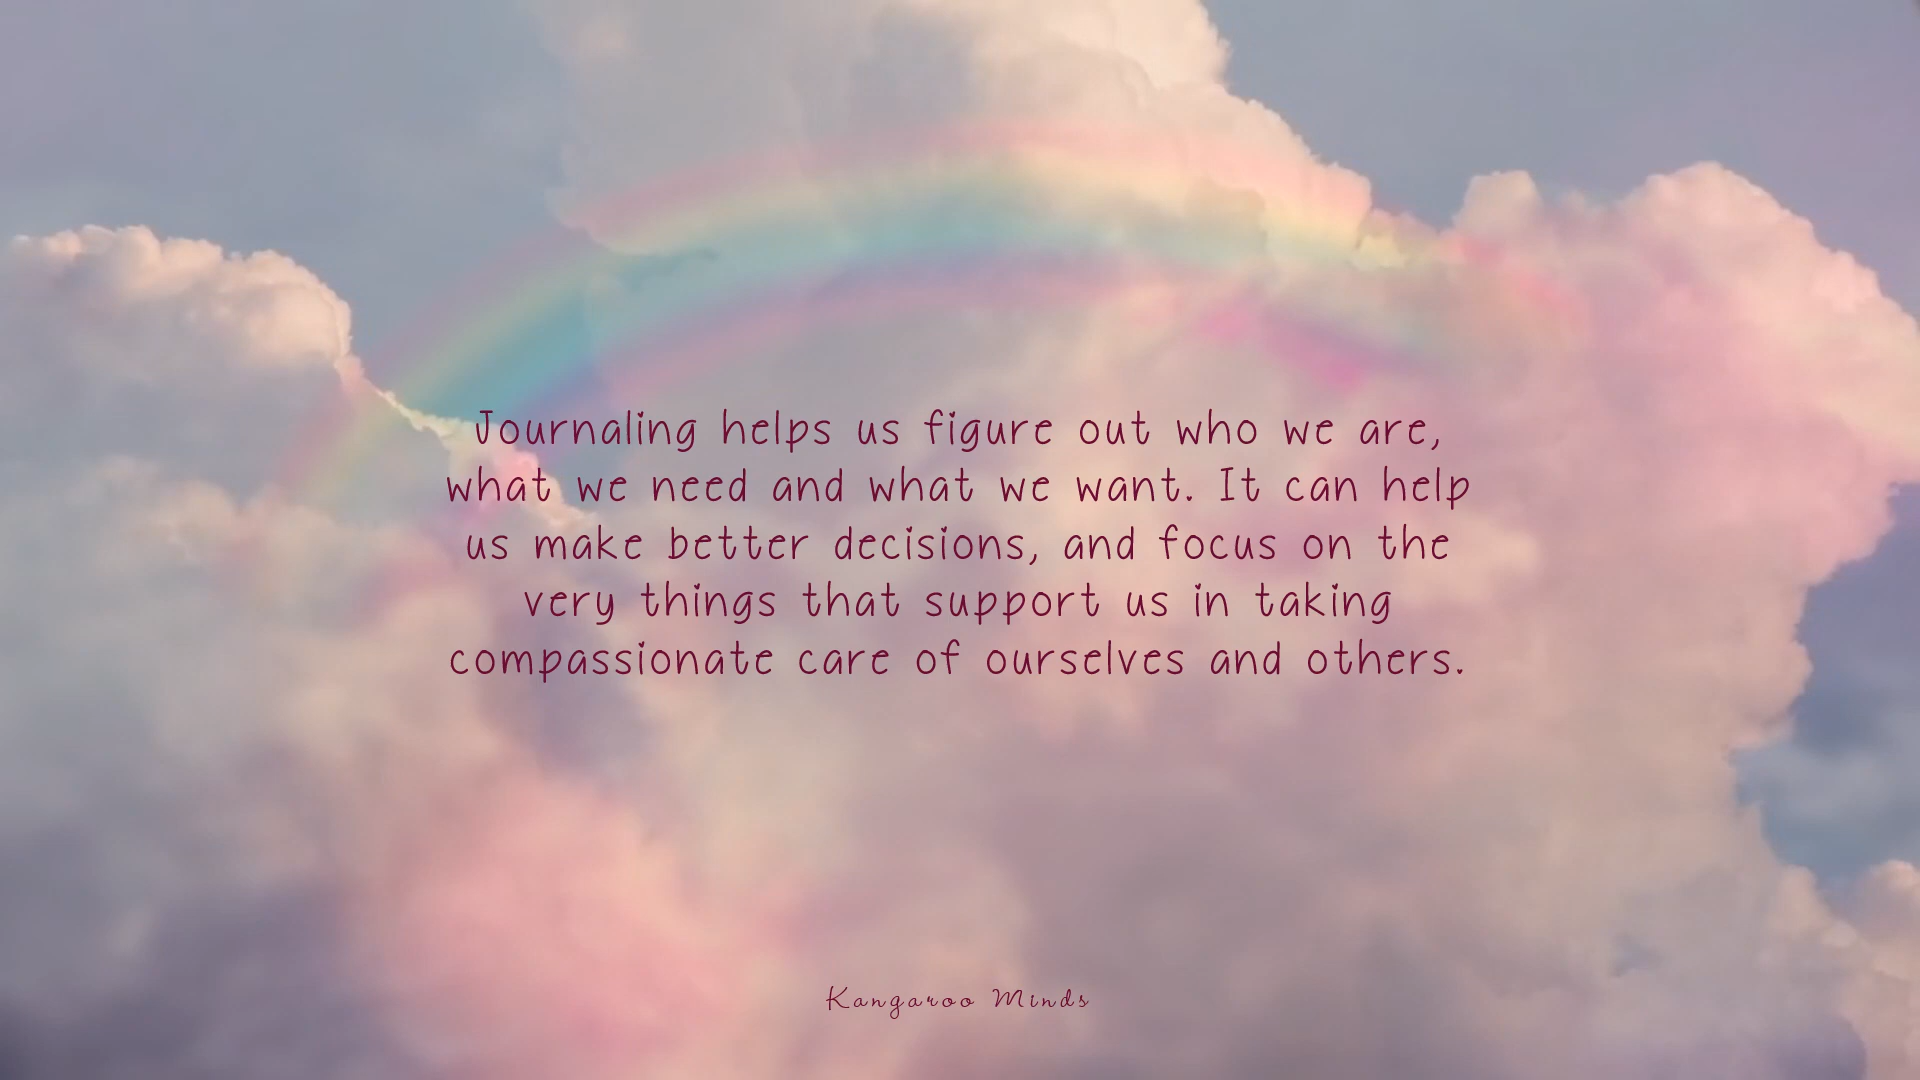 Journaling helps us figure out who we are,
what we need and what we want. It can help
us make better decisions, and focus on the
very things that support us in taking
compassionate care of ourselves and others.
Kangaroo Minds